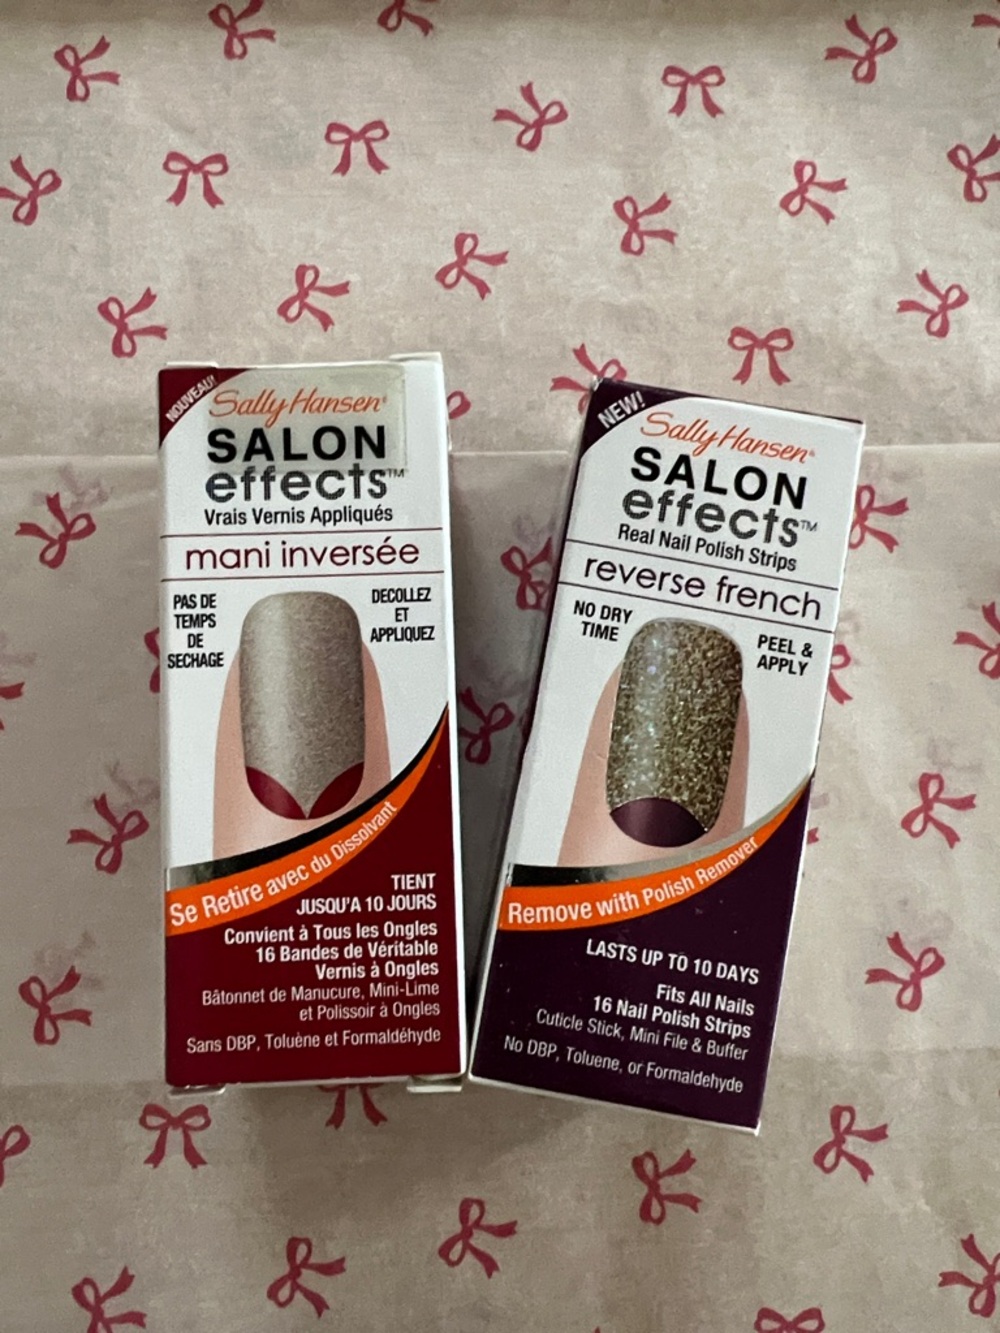 NOUVEAU!
Sally Hansen®
SALON
effects™
Vrais Vernis Appliqués
mani inversée
PAS DE
TEMPS
DE
SECHAGE
DECOLLEZ
ET
APPLIQUEZ
Se Retire avec du Dissolvant
TIENT
JUSQU'A 10 JOURS
Convient à Tous les Ongles
16 Bandes de Véritable
Vernis à Ongles
Bâtonnet de Manucure, Mini-Lime
et Polissoir à Ongles
Sans DBP, Toluène et Formaldéhyde
NEW!
Sally Hansen®
SALON
effects™
Real Nail Polish Strips
reverse french
NO DRY
TIME
PEEL &
APPLY
Remove with Polish Remover
LASTS UP TO 10 DAYS
Fits All Nails
16 Nail Polish Strips
Cuticle Stick, Mini File & Buffer
No DBP, Toluene, or Formaldehyde